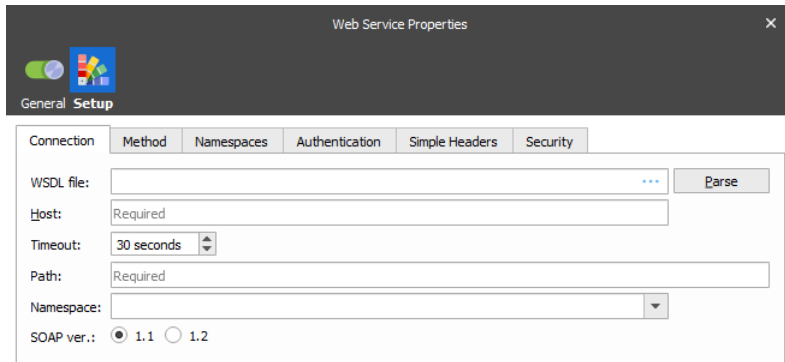 Web Service Properties
General Setup
Connection Method Namespaces Authentication Simple Headers Security
WSDL file: ... Parse
Host: Required
Timeout: 30 seconds
Path: Required
Namespace:
SOAP ver.: 1.1 1.2